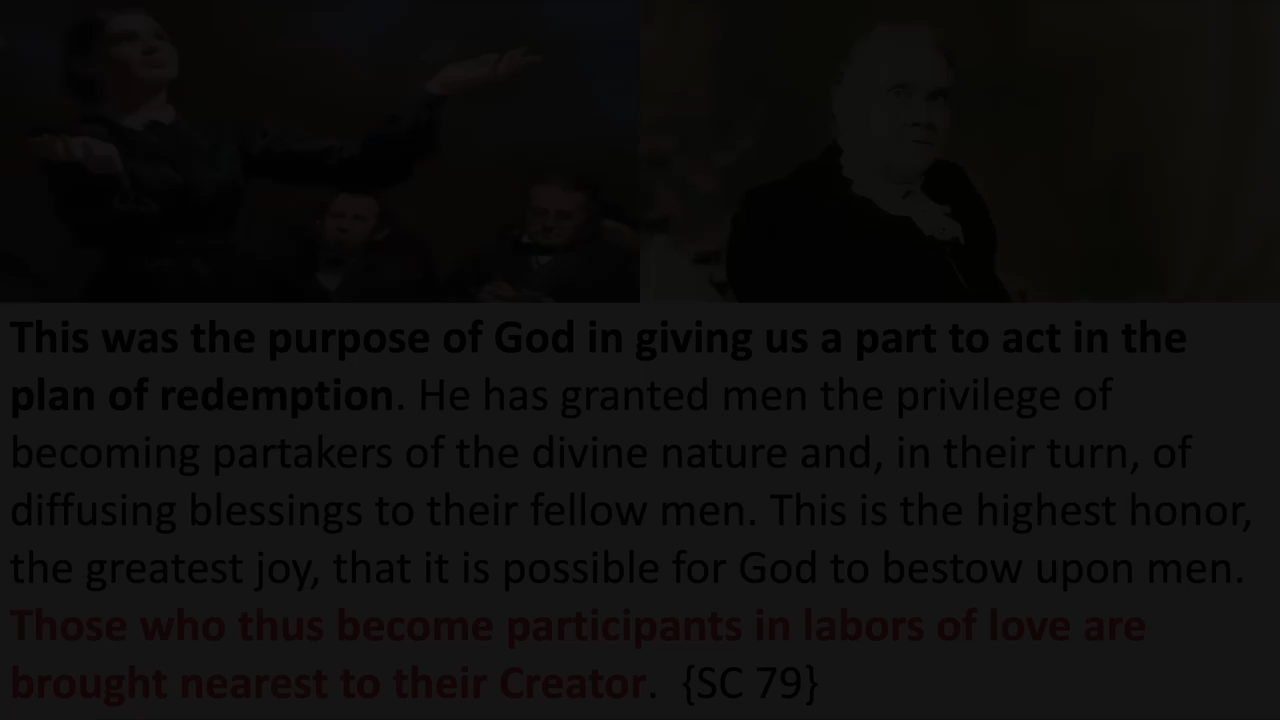 This was the purpose of God in giving us a part to act in the
plan of redemption. He has granted men the privilege of
becoming partakers of the divine nature and, in their turn, of
diffusing blessings to their fellow men. This is the highest honor,
the greatest joy, that it is possible for God to bestow upon men.
Those who thus become participants in labors of love are
brought nearest to their Creator.  {SC 79}